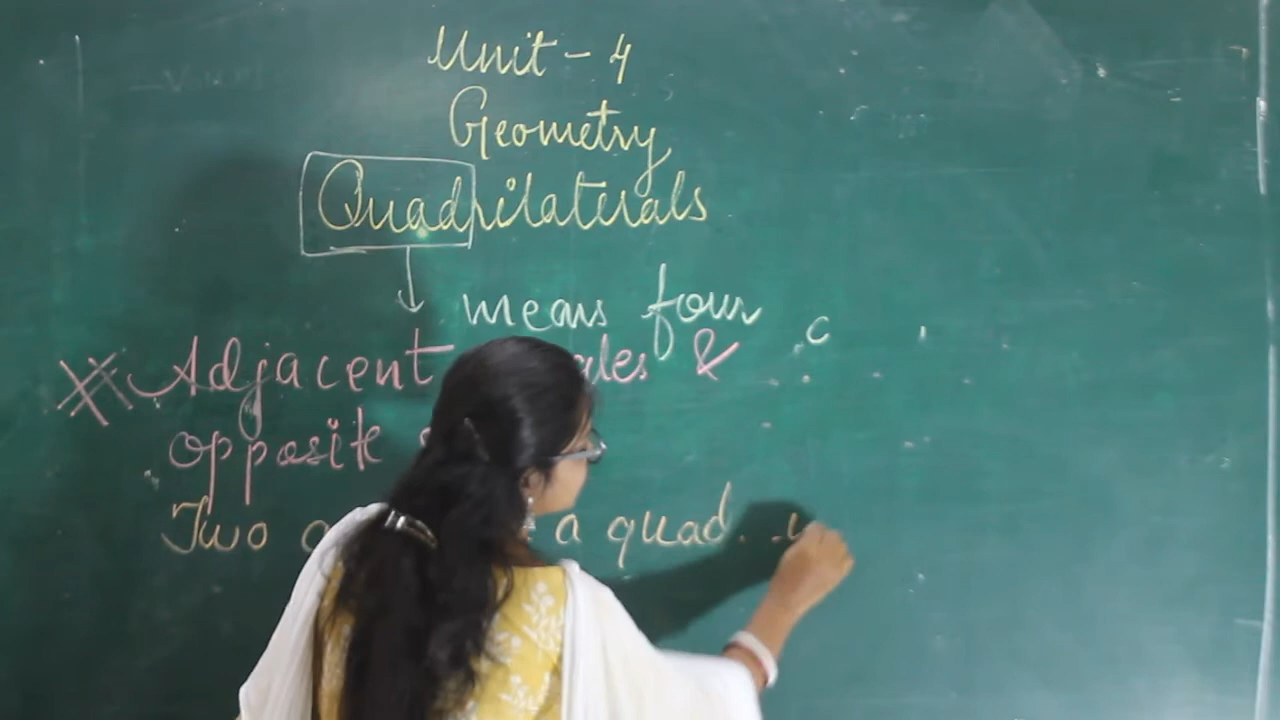 Unit - 4
Geometry
Quadrilaterals
means four
Adjacent &
opposite
Two a quad.